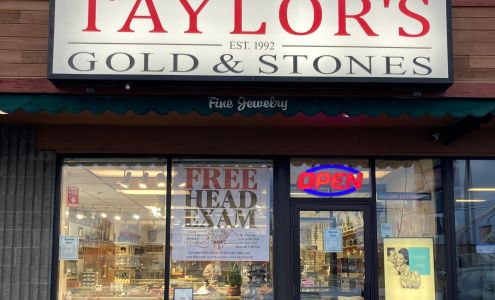 TAYLOR'S
EST. 1992
GOLD & STONES
Fine Jewelry
FREE
HEAD
EXAM
OPEN